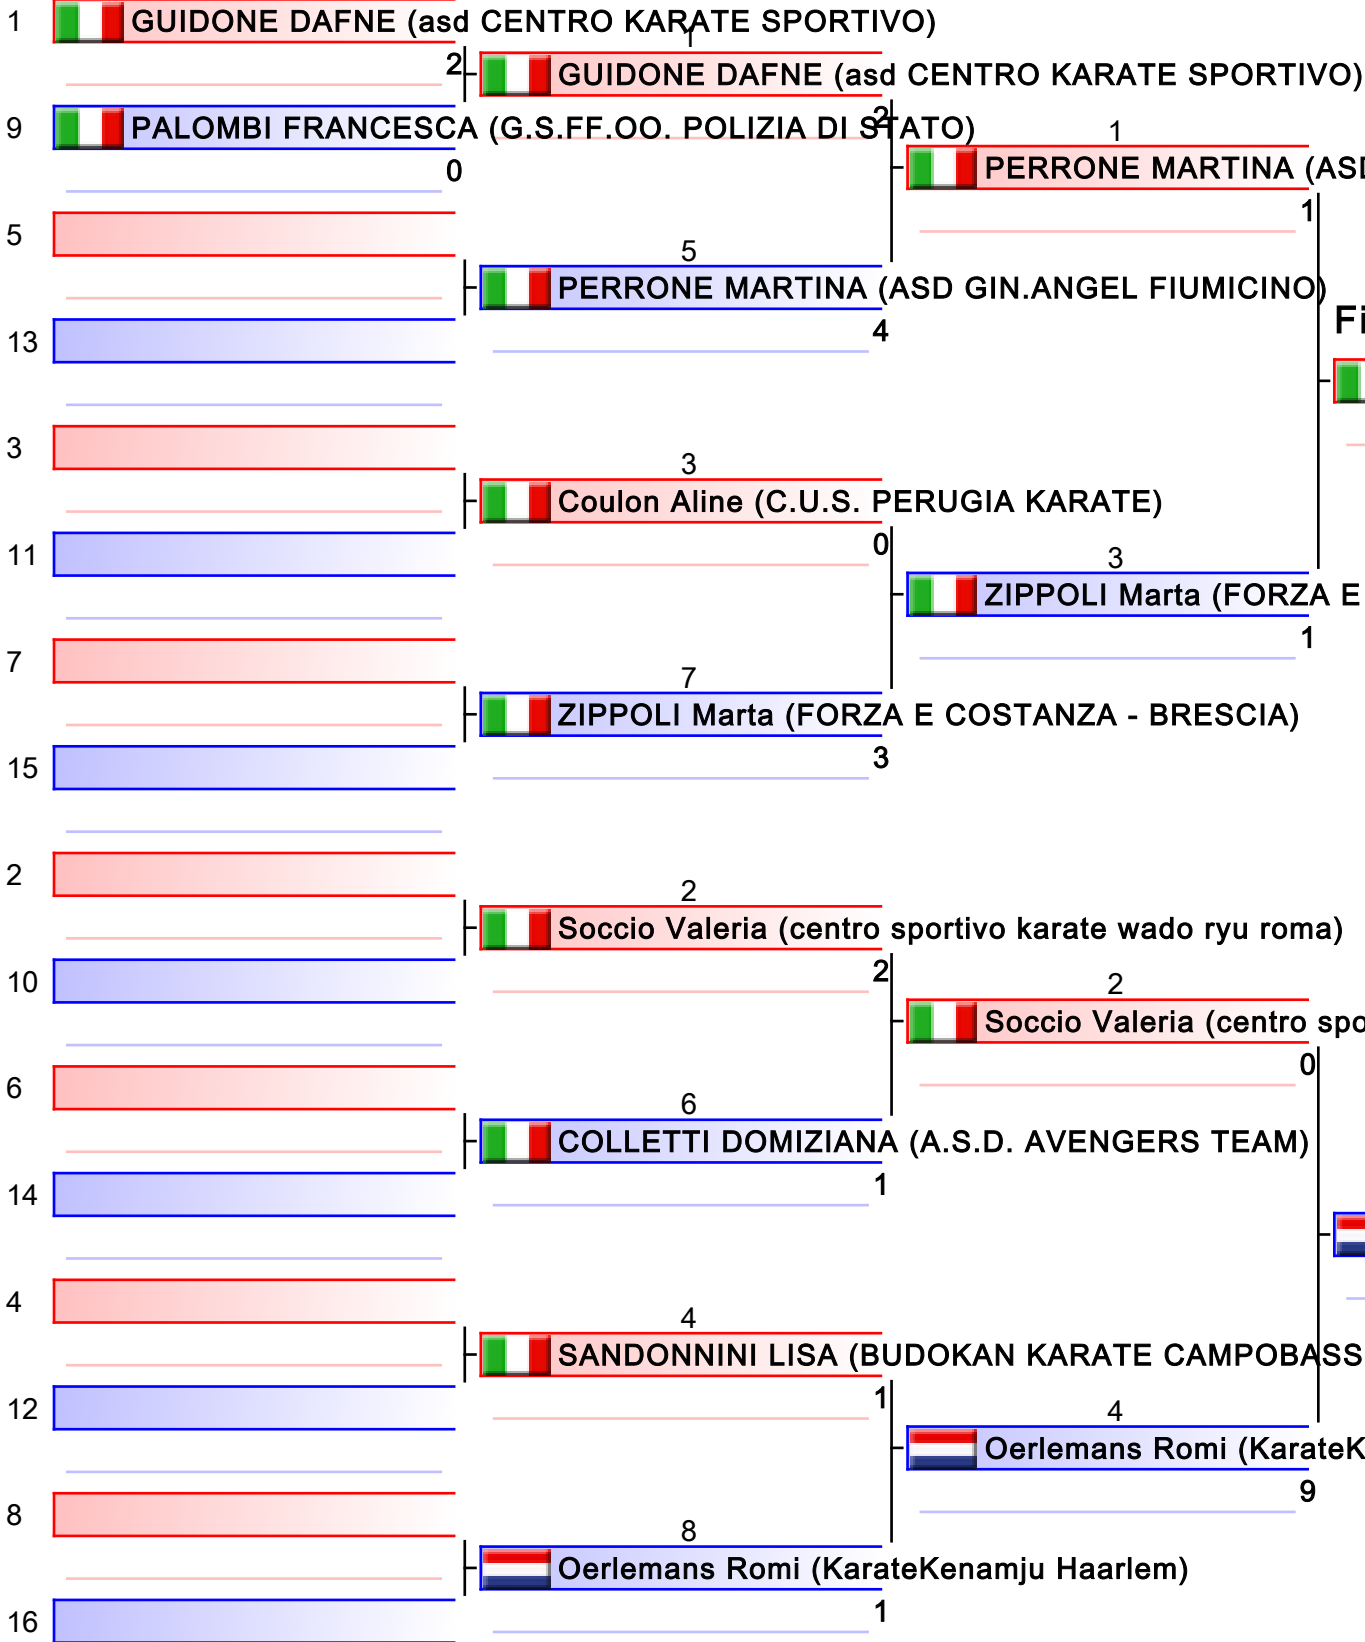 1
GUIDONE DAFNE (asd CENTRO KARATE SPORTIVO)
2
9
PALOMBI FRANCESCA (G.S.FF.OO. POLIZIA DI STATO)
0
5
13
3
11
7
15
2
10
6
14
4
12
8
16
1
GUIDONE DAFNE (asd CENTRO KARATE SPORTIVO)
2
5
PERRONE MARTINA (ASD GIN.ANGEL FIUMICINO)
4
3
Coulon Aline (C.U.S. PERUGIA KARATE)
0
7
ZIPPOLI Marta (FORZA E COSTANZA - BRESCIA)
3
2
Soccio Valeria (centro sportivo karate wado ryu roma)
2
6
COLLETTI DOMIZIANA (A.S.D. AVENGERS TEAM)
1
4
SANDONNINI LISA (BUDOKAN KARATE CAMPOBASS
1
8
Oerlemans Romi (KarateKenamju Haarlem)
1
1
PERRONE MARTINA (ASD
1
3
ZIPPOLI Marta (FORZA E
1
2
Soccio Valeria (centro spo
0
4
Oerlemans Romi (KarateK
9
Fi